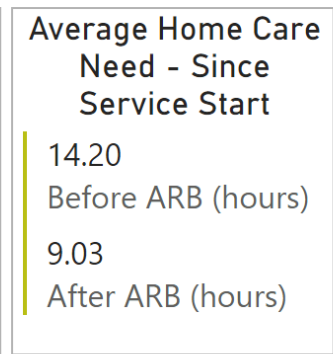 Average Home Care
Need - Since
Service Start
14.20
Before ARB (hours)
9.03
After ARB (hours)